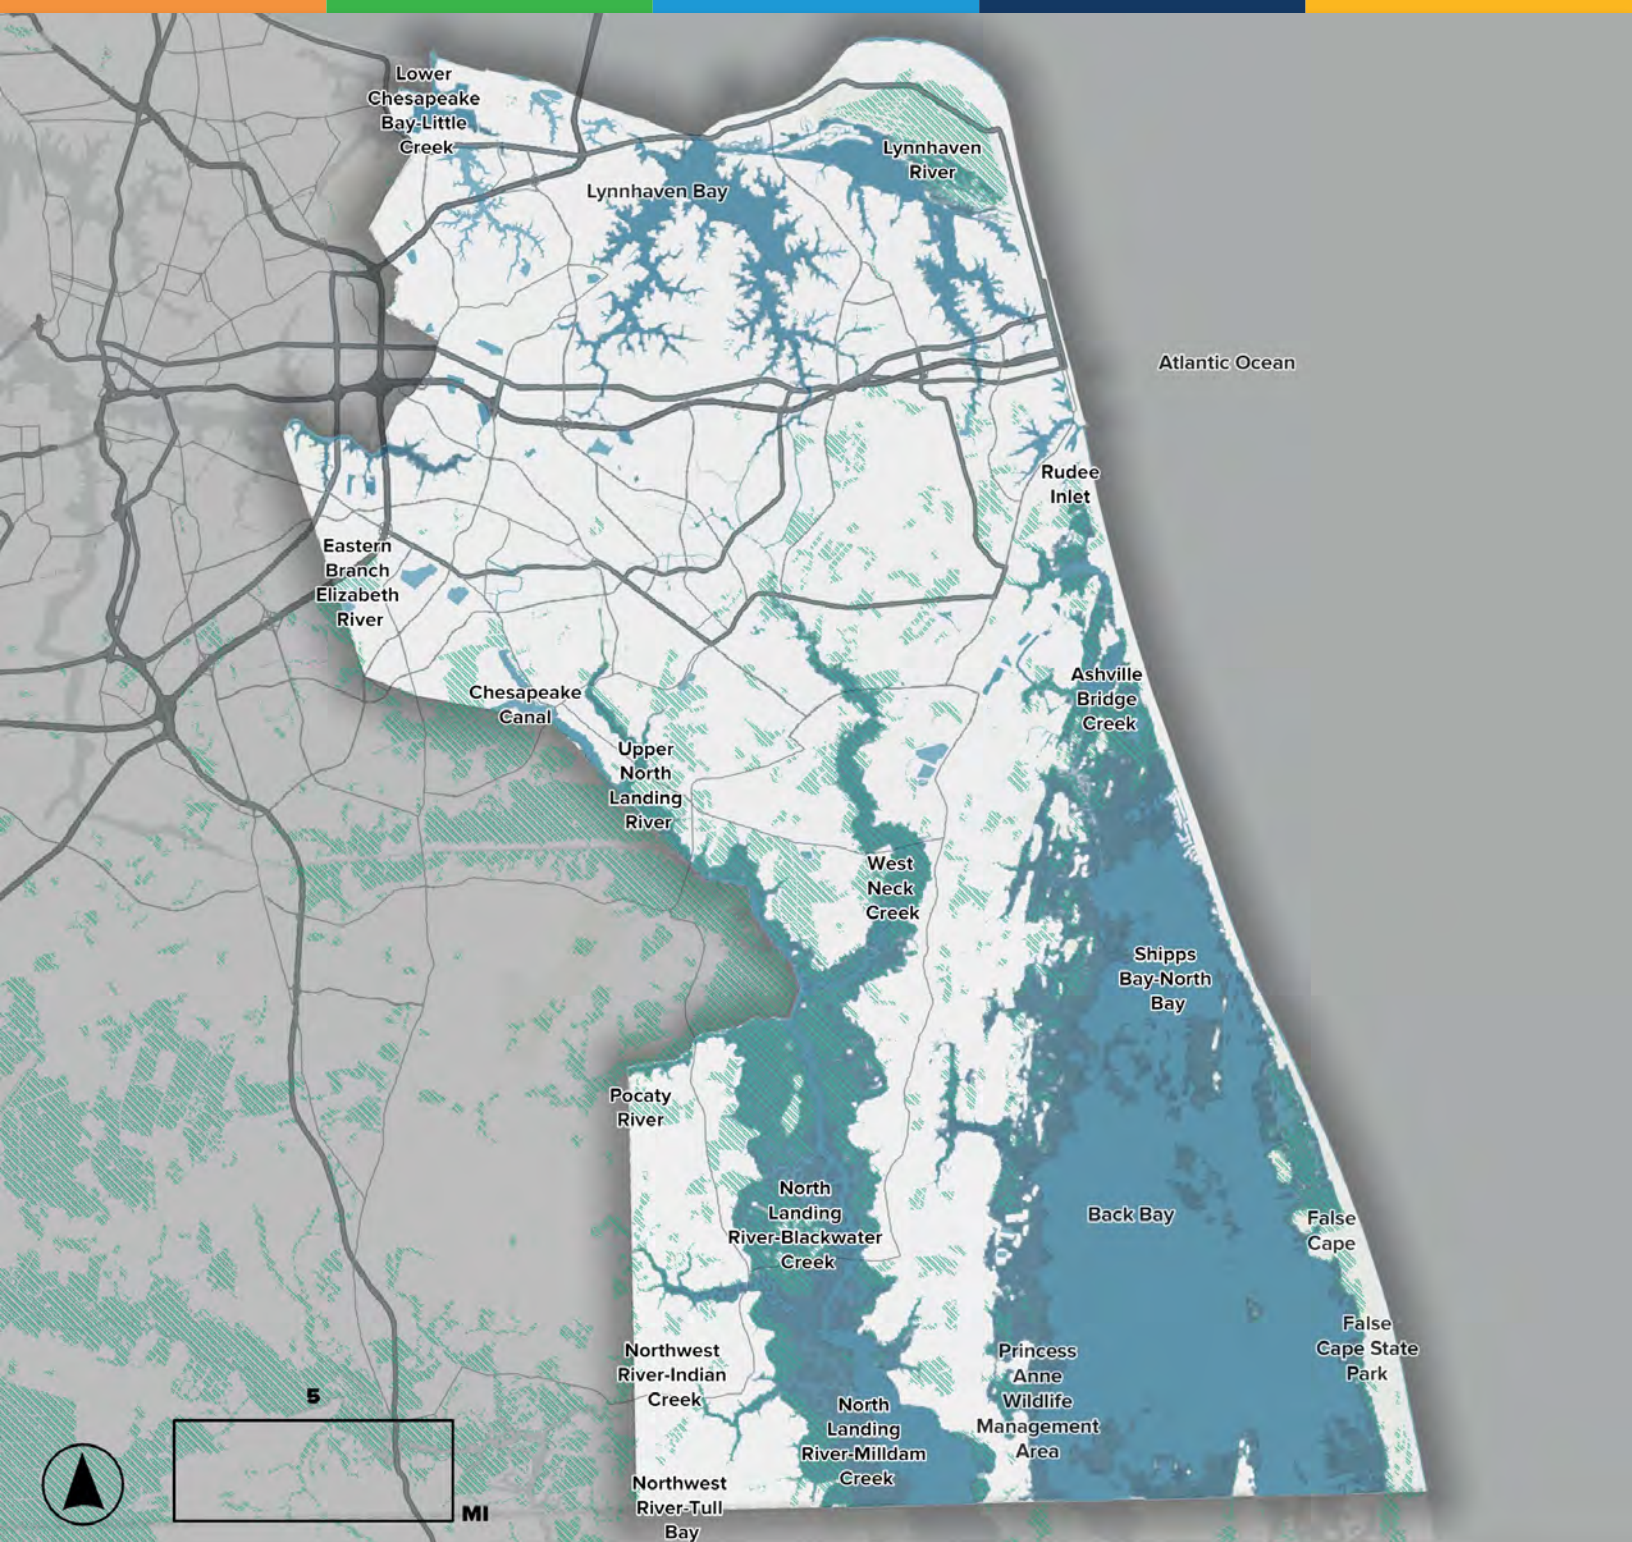 Lower
Chesapeake
Bay-Little
Creek
Lynnhaven
River
Lynnhaven Bay
Atlantic Ocean
Rudee
Inlet
Eastern
Branch
Elizabeth
River
Ashville
Bridge
Creek
Chesapeake
Canal
Upper
North
Landing
River
West
Neck
Creek
Shipps
Bay-North
Bay
Pocaty
River
North
Landing
River-Blackwater
Creek
Back Bay
False
Cape
False
Cape State
Park
Northwest
River-Indian
Creek
Princess
Anne
Wildlife
Management
Area
North
Landing
River-Milldam
Creek
Northwest
River-Tull
Bay
5
MI